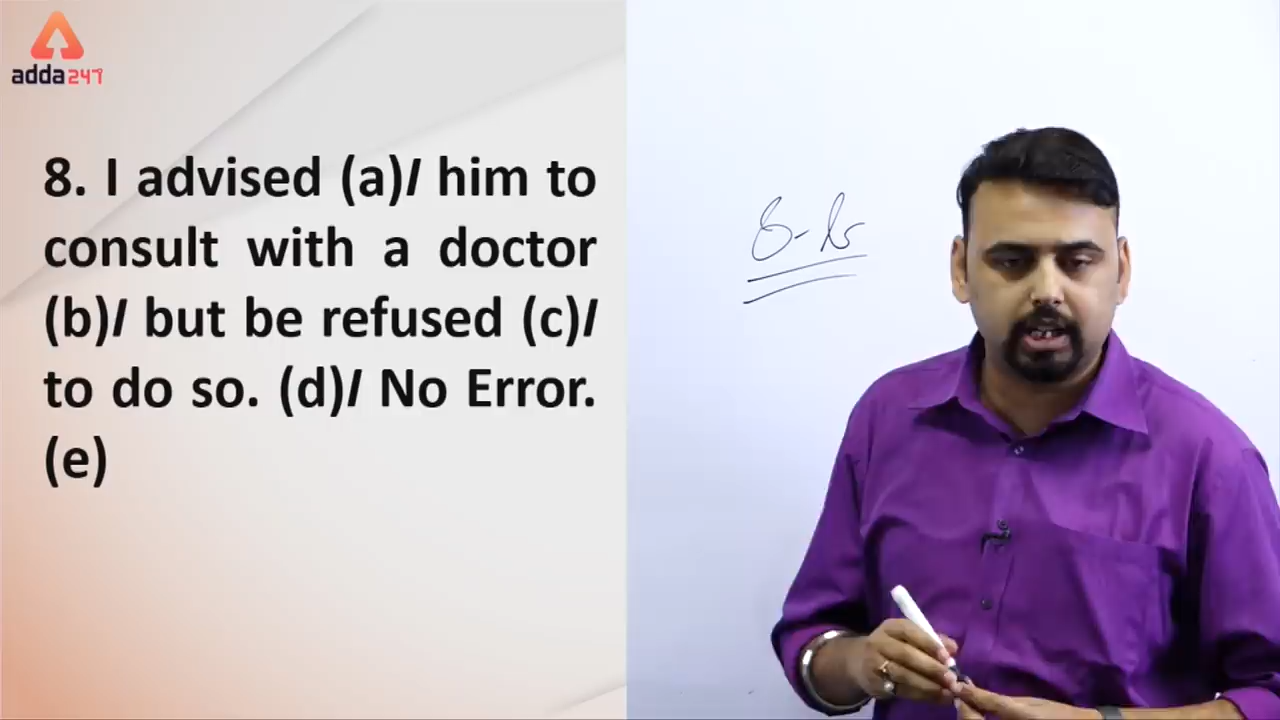 adda247
8. I advised (a)/ him to
consult with a doctor
(b)/ but be refused (c)/
to do so. (d)/ No Error.
(e)